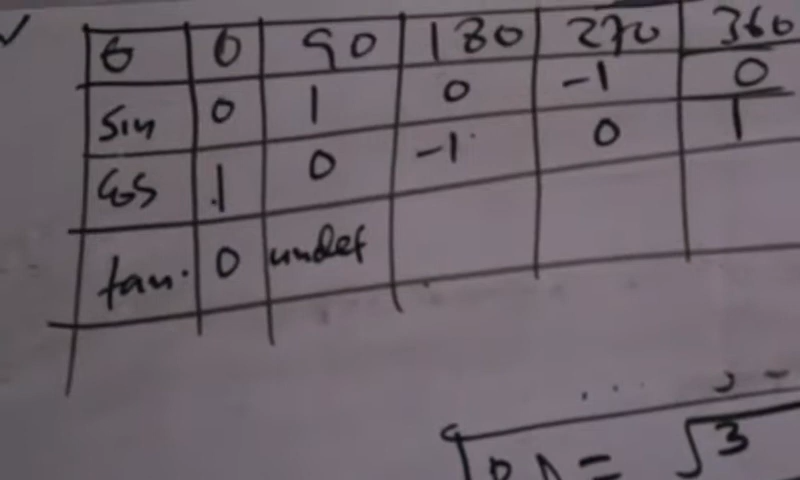 θ 0 90 180 270 360
Sin 0 1 0 -1 0
Cos 1 0 -1 0 1
tan. 0 undef
= √3